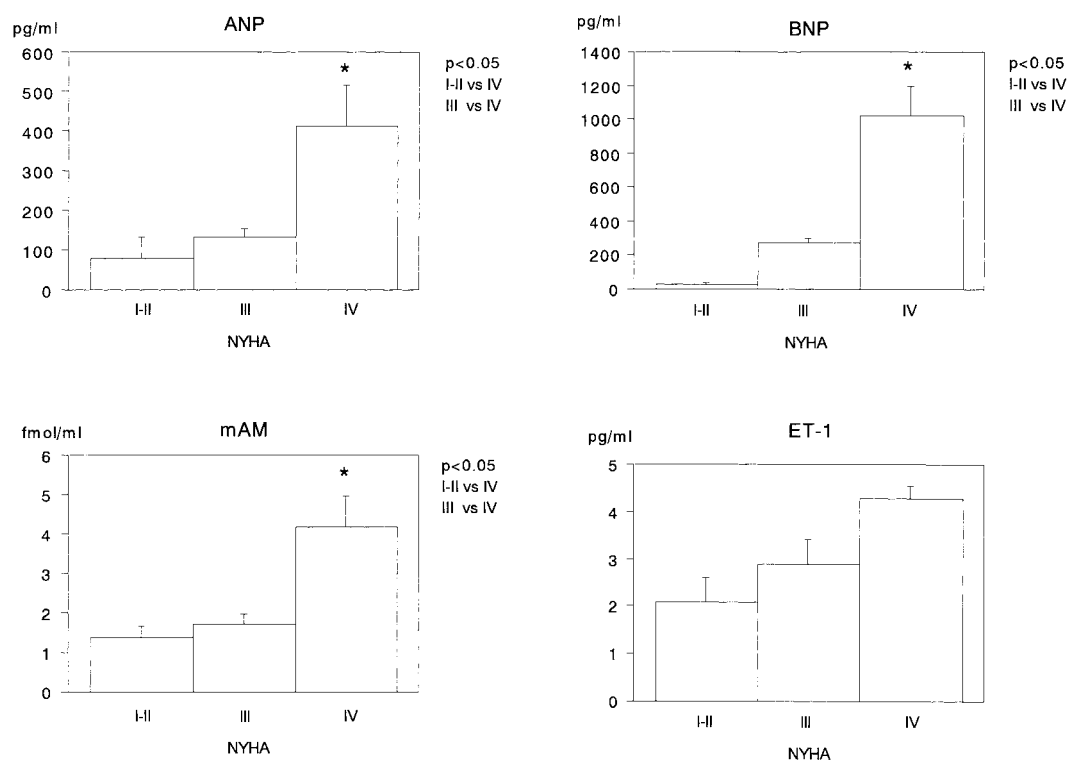 ANP
pg/ml
600
500
400
300
200
100
0
*
p<0.05
I-II vs IV
III vs IV
I-II III IV
NYHA
BNP
pg/ml
1400
1200
1000
800
600
400
200
0
*
p<0.05
I-II vs IV
III vs IV
I-II III IV
NYHA
mAM
fmol/ml
6
5
4
3
2
1
0
*
p<0.05
I-II vs IV
III vs IV
I-II III IV
NYHA
ET-1
pg/ml
5
4
3
2
1
0
I-II III IV
NYHA